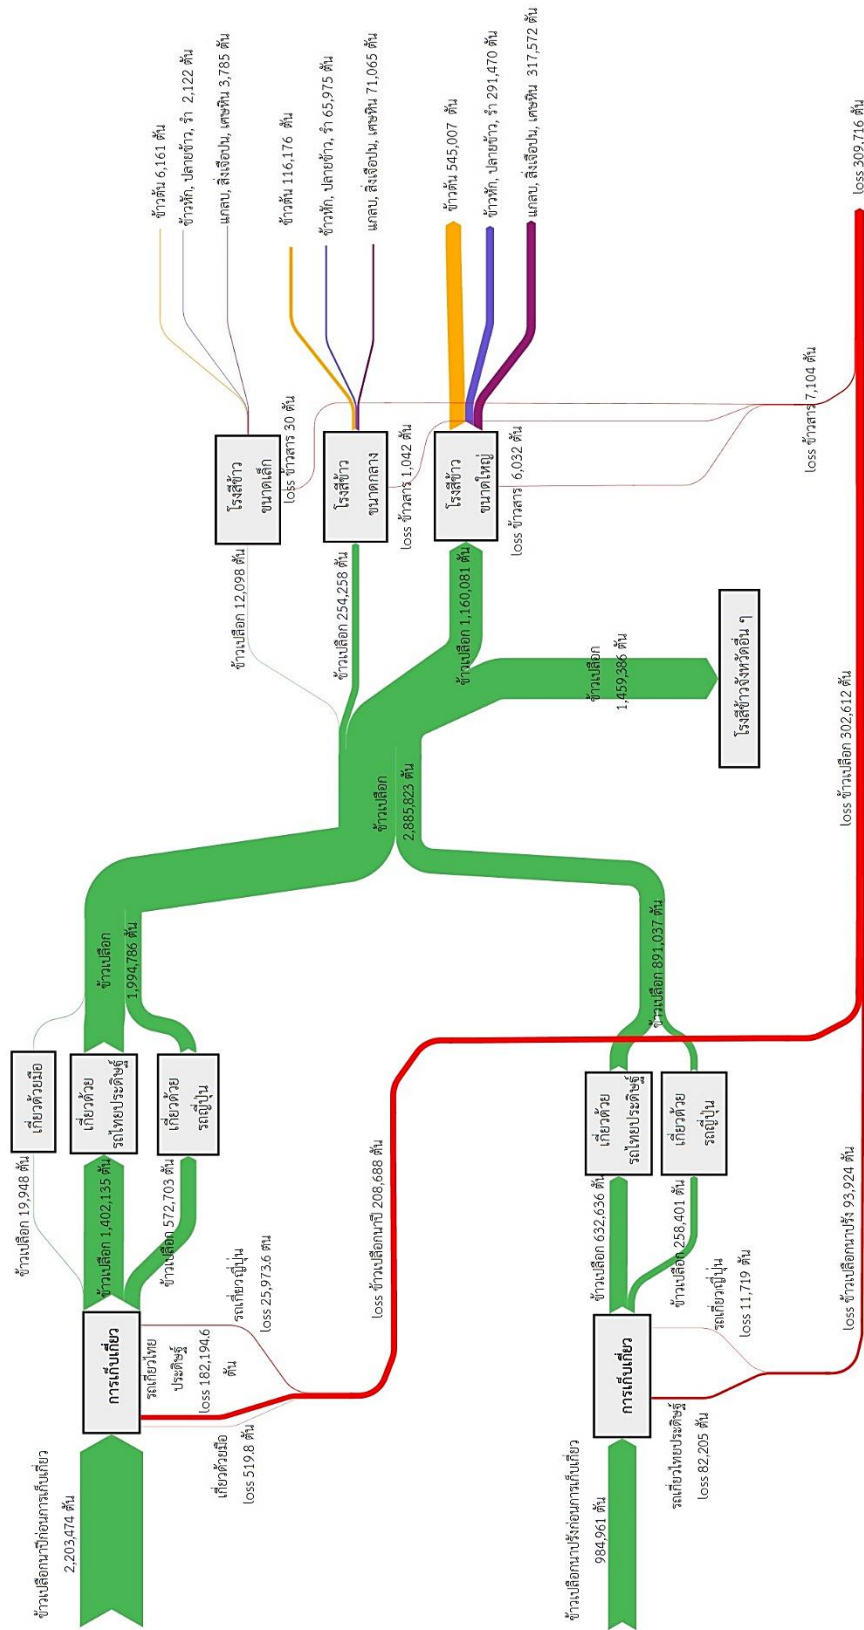 ข้าวเปลือกนาปีก่อนการเก็บเกี่ยว
2,203,474 ตัน
การเก็บเกี่ยว
ข้าวเปลือก 19,948 ตัน
ข้าวเปลือก 1,402,135 ตัน
ข้าวเปลือก 572,703 ตัน
เกี่ยวด้วยมือ
เกี่ยวด้วย
รถไทยประดิษฐ์
เกี่ยวด้วย
รถญี่ปุ่น
ข้าวเปลือก
1,994,786 ตัน
เกี่ยวด้วยมือ
loss 519.8 ตัน
รถเกี่ยวไทย
ประดิษฐ์
loss 182,194.6
ตัน
รถเกี่ยวญี่ปุ่น
loss 25,973.6 ตน
loss ข้าวเปลือกนาปี 208,688 ตัน
ข้าวเปลือก
2,885,823 ตัน
ข้าวเปลือก 12,098 ตัน
ข้าวเปลือก 254,258 ตัน
ข้าวเปลือก 1,160,081 ตัน
ข้าวเปลือก
1,459,386 ตัน
โรงสีข้าวจังหวัดอื่น ๆ
โรงสีข้าว
ขนาดเล็ก
loss ข้าวสาร 30 ตัน
โรงสีข้าว
ขนาดกลาง
loss ข้าวสาร 1,042 ตัน
โรงสีข้าว
ขนาดใหญ่
loss ข้าวสาร 6,032 ตัน
ข้าวต้น 6,161 ตัน
ข้าวหัก, ปลายข้าว, รำ 2,122 ตัน
แกลบ, สิ่งเจือปน, เศษหิน 3,785 ตัน
ข้าวต้น 116,176 ตัน
ข้าวหัก, ปลายข้าว, รำ 65,975 ตัน
แกลบ, สิ่งเจือปน, เศษหิน 71,065 ตัน
ข้าวต้น 545,007 ตัน
ข้าวหัก, ปลายข้าว, รำ 291,470 ตัน
แกลบ, สิ่งเจือปน, เศษหิน 317,572 ตัน
loss ข้าวสาร 7,104 ตัน
ข้าวเปลือกนาปรังก่อนการเก็บเกี่ยว
984,961 ตัน
การเก็บเกี่ยว
ข้าวเปลือก 632,636 ตัน
ข้าวเปลือก 258,401 ตัน
เกี่ยวด้วย
รถไทยประดิษฐ์
เกี่ยวด้วย
รถญี่ปุ่น
ข้าวเปลือก 891,037 ตัน
รถเกี่ยวญี่ปุ่น
loss 11,719 ตัน
รถเกี่ยวไทยประดิษฐ์
loss 82,205 ตัน
loss ข้าวเปลือกนาปรัง 93,924 ตัน
loss ข้าวเปลือก 302,612 ตัน
loss 309.716 ตัน